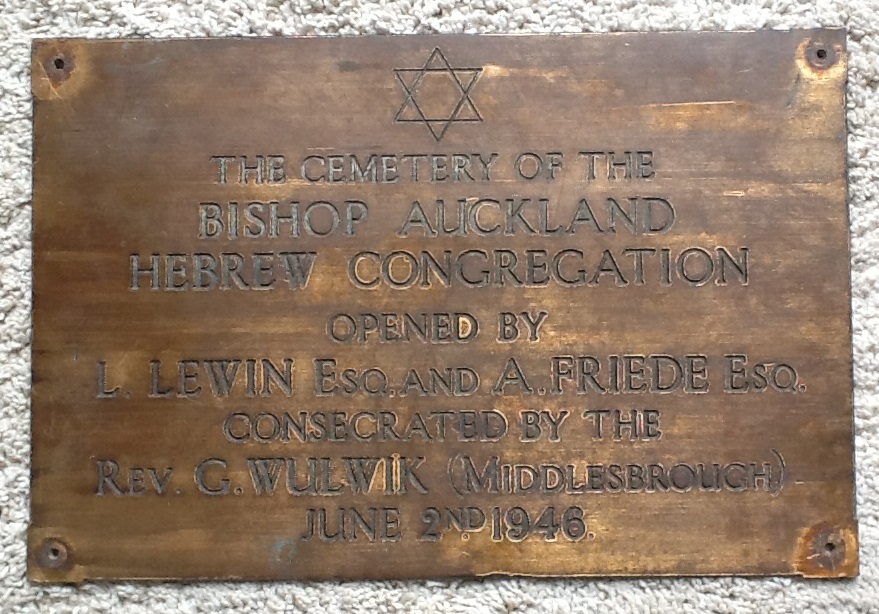 THE CEMETERY OF THE
BISHOP AUCKLAND
HEBREW CONGREGATION
OPENED BY
L. LEWIN ESQ. AND A. FRIEDE ESQ.
CONSECRATED BY THE
REV. G. WULWIK (MIDDLESBROUGH)
JUNE 2ND 1946.